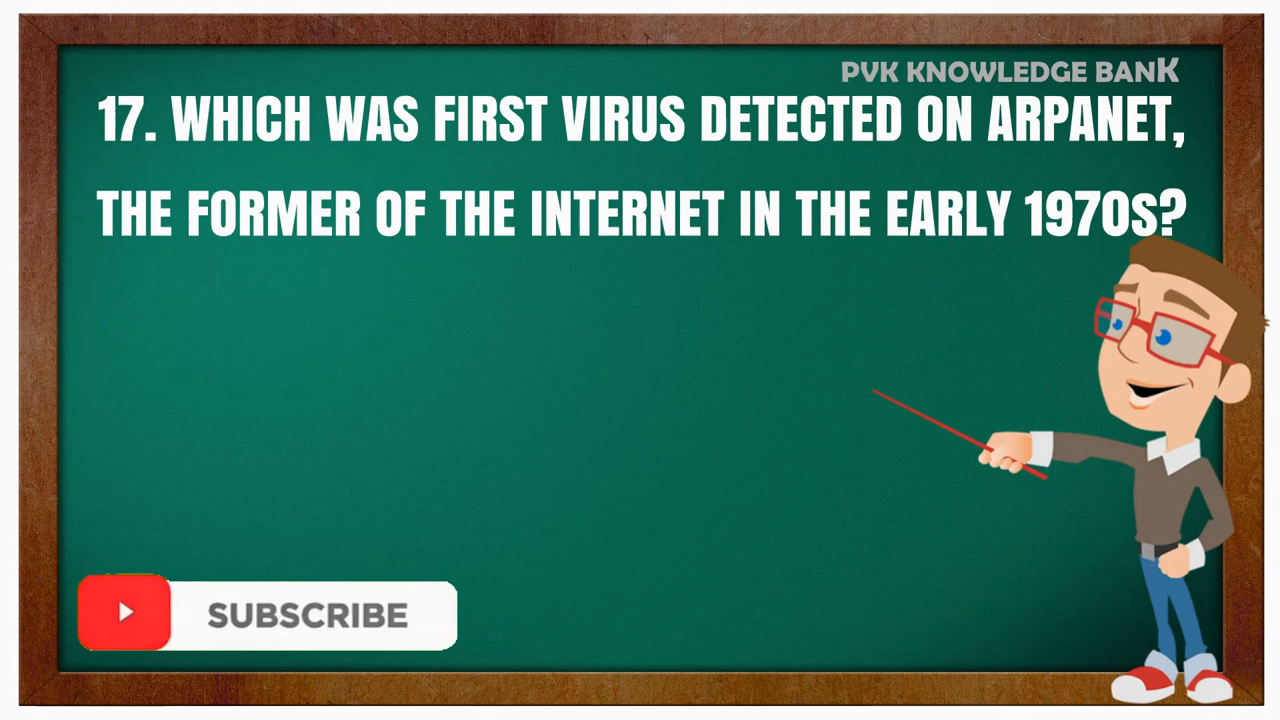 PVK KNOWLEDGE BANK
17. WHICH WAS FIRST VIRUS DETECTED ON ARPANET,
THE FORMER OF THE INTERNET IN THE EARLY 1970s?
SUBSCRIBE